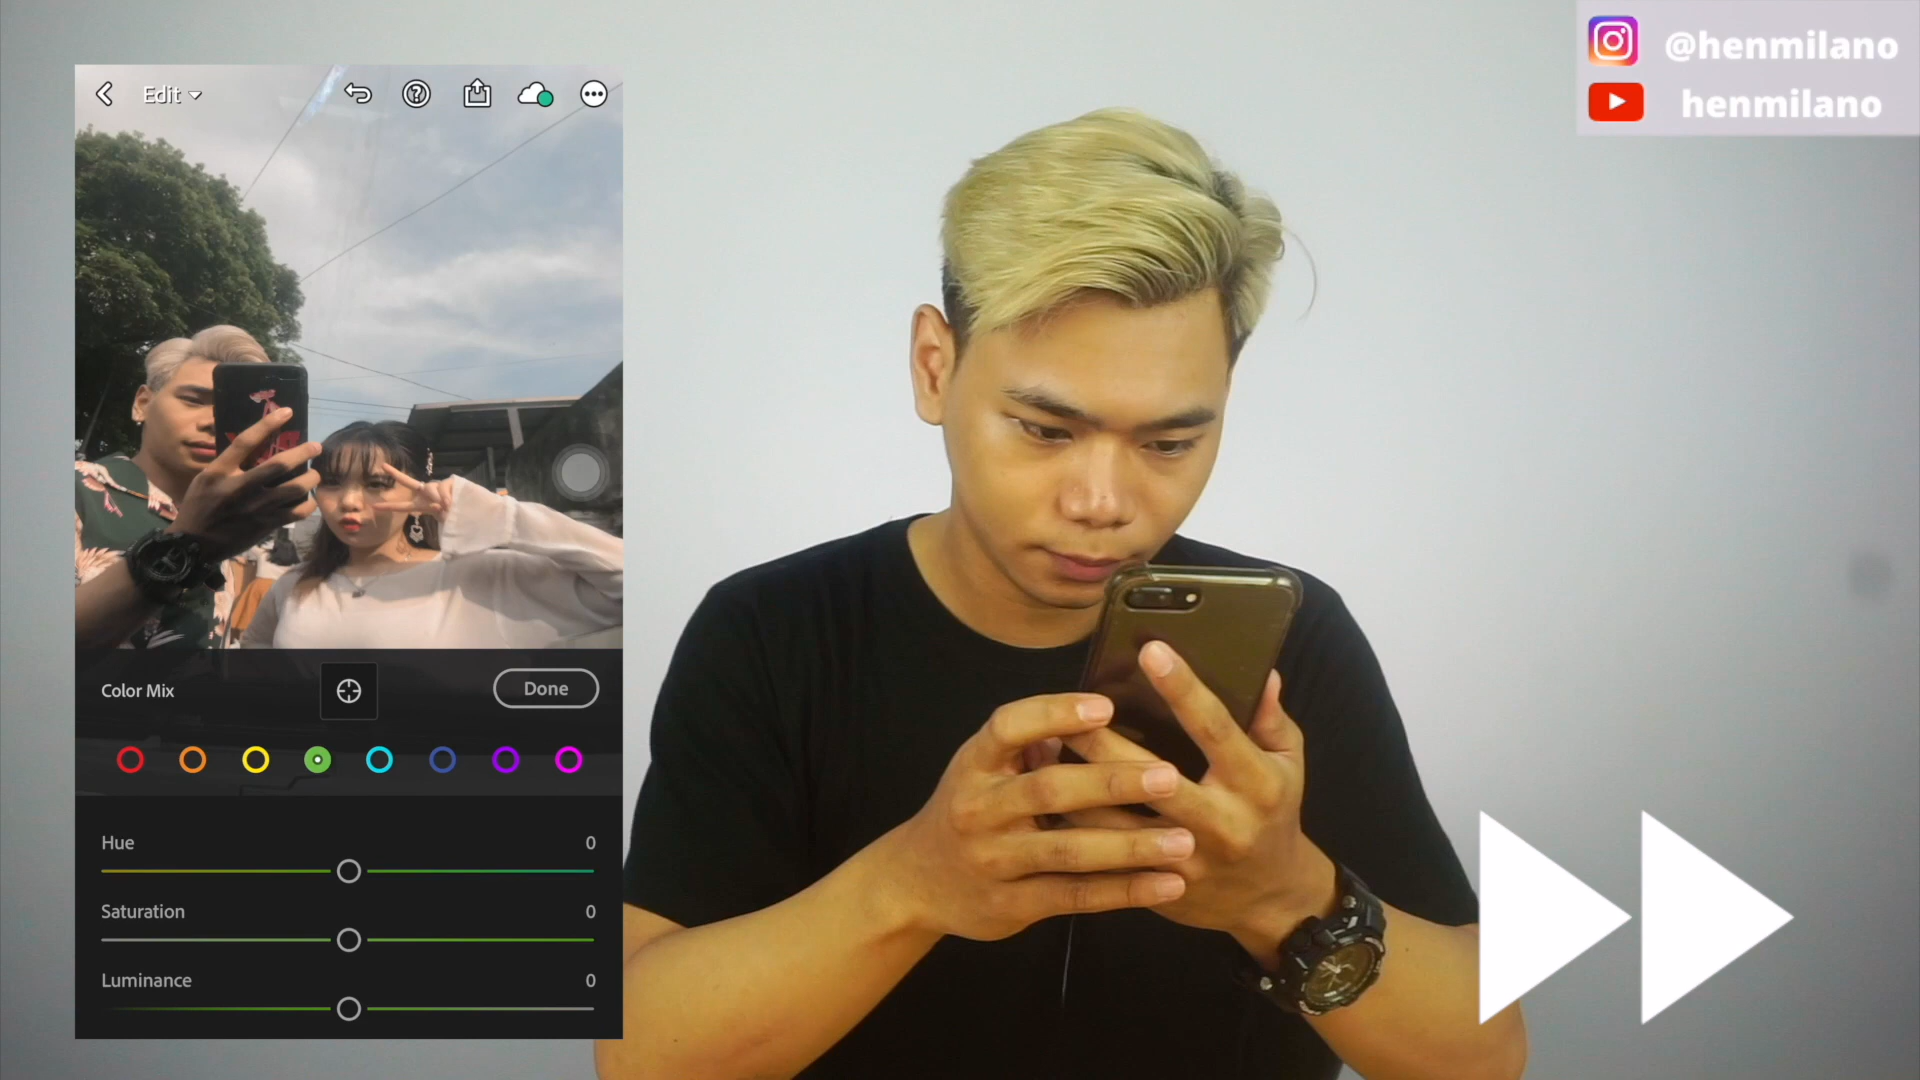 @henmilano
henmilano
Edit
Color Mix
Done
Hue 0
Saturation 0
Luminance 0